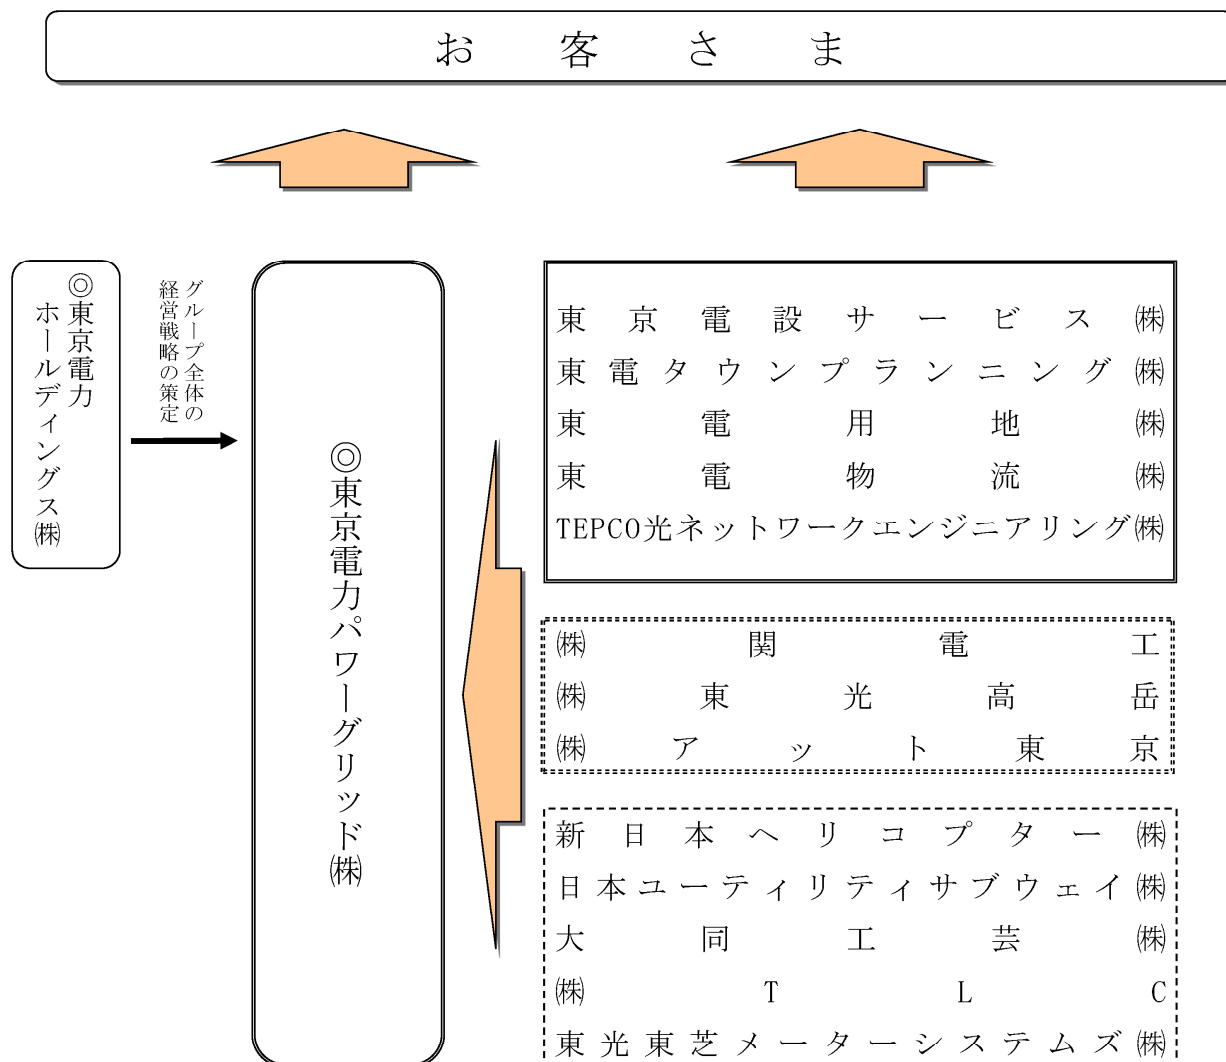 お客さま
◎東京電力
ホールディングス㈱
グループ全体の
経営戦略の策定
◎東京電力パワーグリッド㈱
東京電設サービス㈱
東電タウンプランニング㈱
東電用地㈱
東電物流㈱
TEPCO光ネットワークエンジニアリング㈱
㈱関電工
㈱東光高岳
㈱アット東京
新日本ヘリコプター㈱
日本ユーティリティサブウェイ㈱
大同工芸㈱
㈱TLC
東光東芝メーターシステムズ㈱